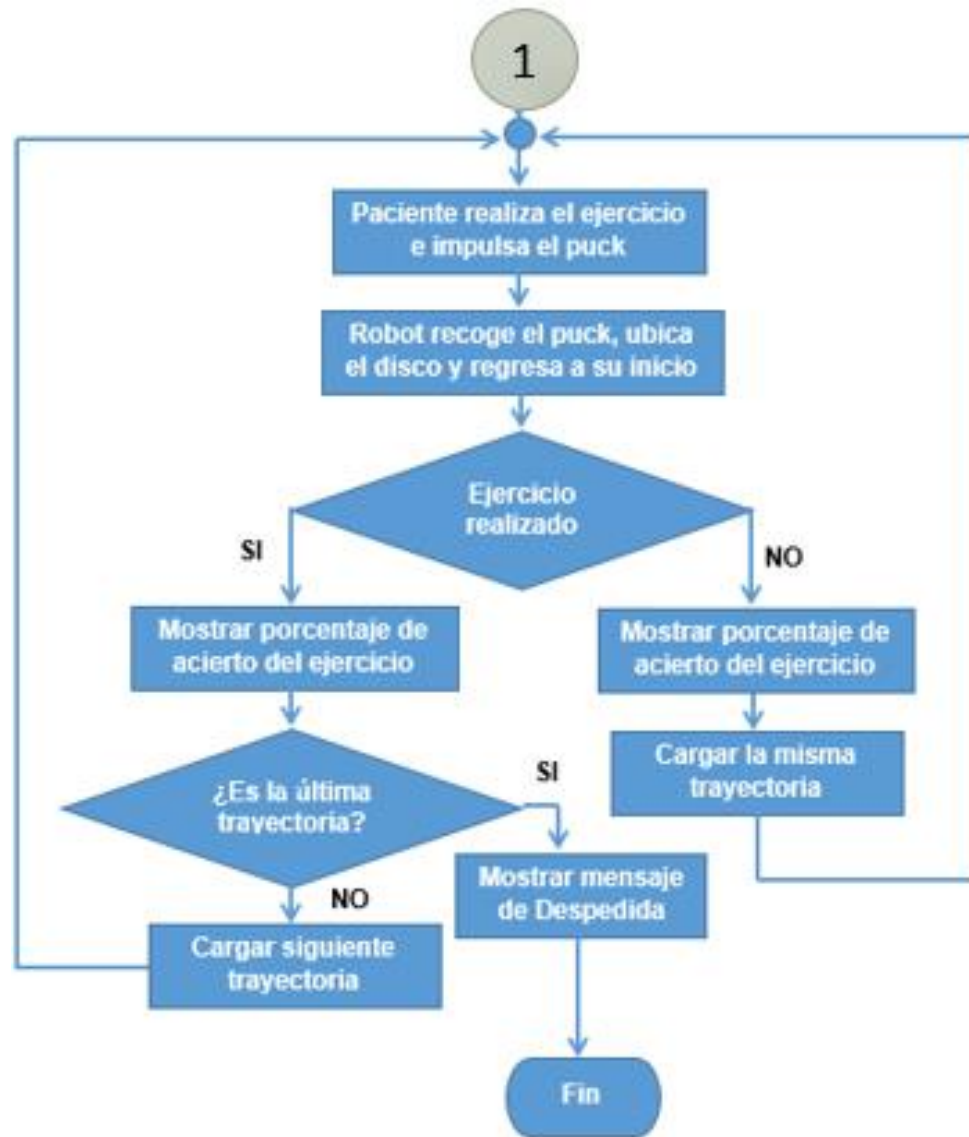 1
Paciente realiza el ejercicio
e impulsa el puck
Robot recoge el puck, ubica
el disco y regresa a su inicio
Ejercicio
realizado
SI
NO
Mostrar porcentaje de
acierto del ejercicio
Mostrar porcentaje de
acierto del ejercicio
Cargar la misma
trayectoria
¿Es la última
trayectoria?
SI
Mostrar mensaje
de Despedida
NO
Cargar siguiente
trayectoria
Fin